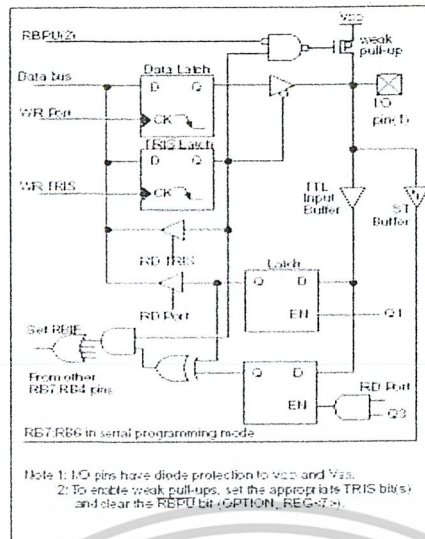 VDD
RBPU(2)
weak
pull-up
Data bus
Data Latch
D Q
WR Port
CK
I/O
pin(1)
TRIS Latch
D Q
WR TRIS
CK
TTL
Input
Buffer
ST
Buffer
RD TRIS
Latch
Q D
RD Port
EN
Q1
Set RBIF
From other
RB7:RB4 pins
Q D
RD Port
EN
Q3
RB7:RB6 in serial programming mode
Note 1: I/O pins have diode protection to VDD and VSS.
2: To enable weak pull-ups, set the appropriate TRIS bit(s)
and clear the RBPU bit (OPTION_REG<7>).